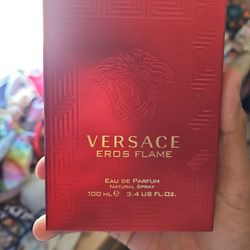 VERSACE
EROS FLAME
EAU DE PARFUM
NATURAL SPRAY
100 ML ℮ 3.4 US FL.OZ.